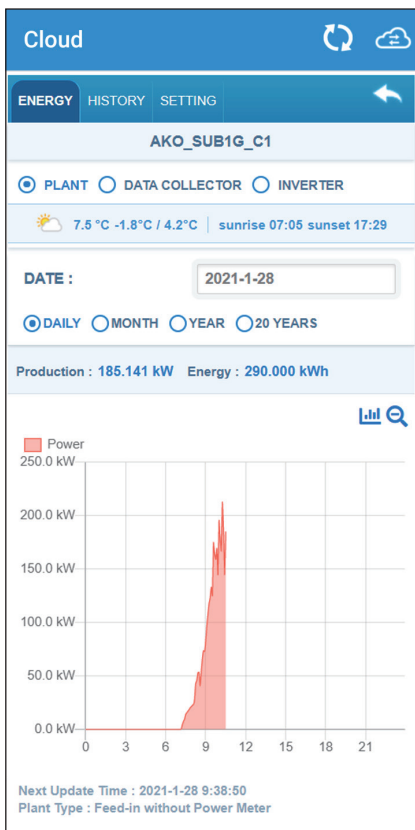 Cloud
ENERGY HISTORY SETTING
AKO_SUB1G_C1
PLANT DATA COLLECTOR INVERTER
7.5 °C -1.8°C / 4.2°C | sunrise 07:05 sunset 17:29
DATE : 2021-1-28
DAILY MONTH YEAR 20 YEARS
Production : 185.141 kW Energy : 290.000 kWh
Power
250.0 kW
200.0 kW
150.0 kW
100.0 kW
50.0 kW
0.0 kW
0 3 6 9 12 15 18 21
Next Update Time : 2021-1-28 9:38:50
Plant Type : Feed-in without Power Meter